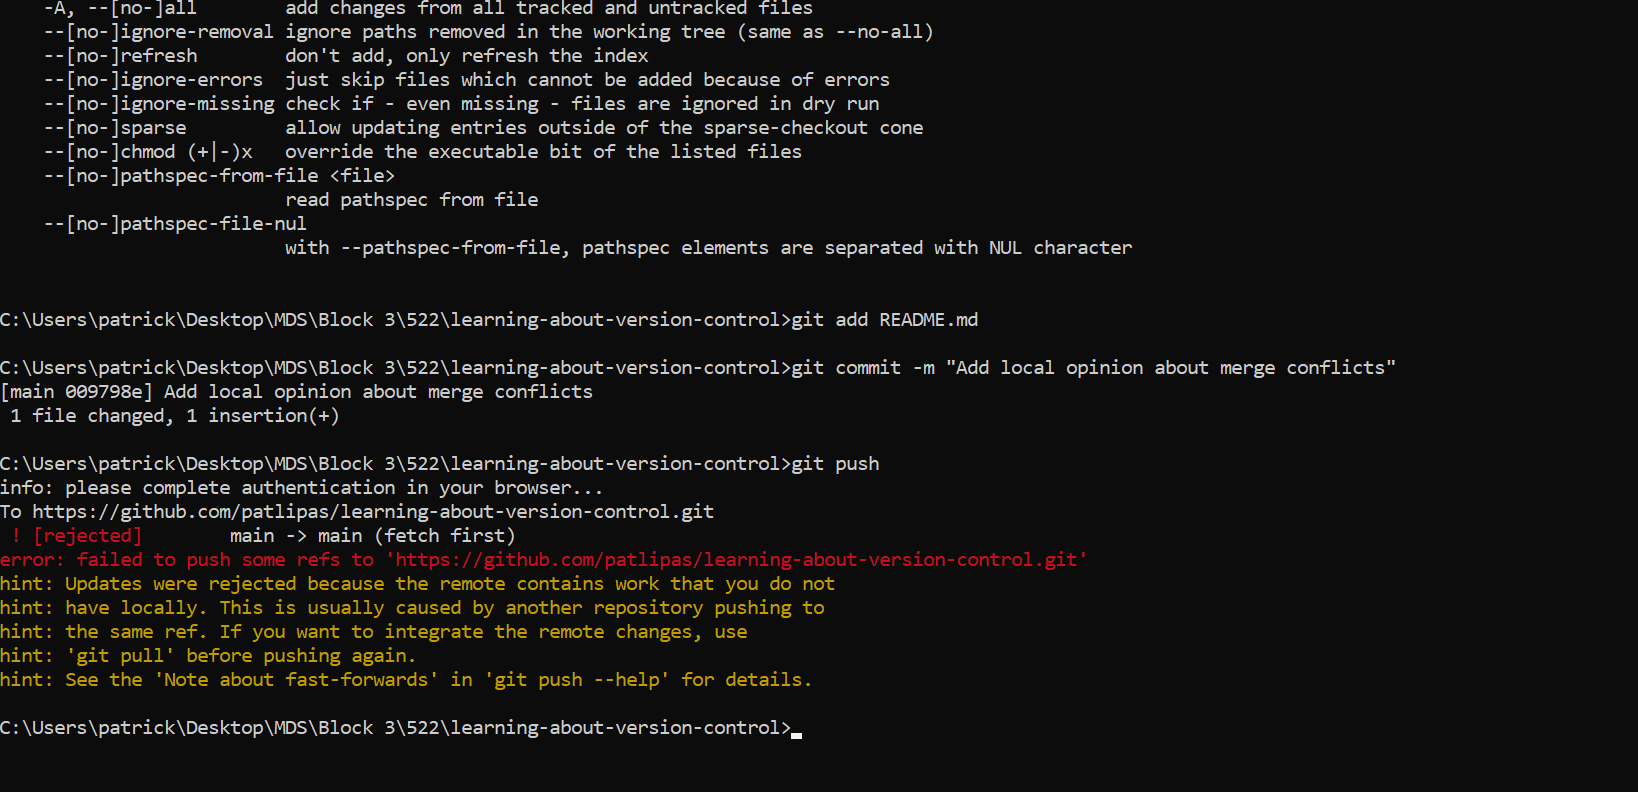 -A, --[no-]all        add changes from all tracked and untracked files
--[no-]ignore-removal ignore paths removed in the working tree (same as --no-all)
--[no-]refresh        don't add, only refresh the index
--[no-]ignore-errors  just skip files which cannot be added because of errors
--[no-]ignore-missing check if - even missing - files are ignored in dry run
--[no-]sparse         allow updating entries outside of the sparse-checkout cone
--[no-]chmod (+|-)x   override the executable bit of the listed files
--[no-]pathspec-from-file <file>
read pathspec from file
--[no-]pathspec-file-nul
with --pathspec-from-file, pathspec elements are separated with NUL character
C:\Users\patrick\Desktop\MDS\Block 3\522\learning-about-version-control>git add README.md
C:\Users\patrick\Desktop\MDS\Block 3\522\learning-about-version-control>git commit -m "Add local opinion about merge conflicts"
[main 009798e] Add local opinion about merge conflicts
1 file changed, 1 insertion(+)
C:\Users\patrick\Desktop\MDS\Block 3\522\learning-about-version-control>git push
info: please complete authentication in your browser...
To https://github.com/patlipas/learning-about-version-control.git
! [rejected]        main -> main (fetch first)
error: failed to push some refs to 'https://github.com/patlipas/learning-about-version-control.git'
hint: Updates were rejected because the remote contains work that you do not
hint: have locally. This is usually caused by another repository pushing to
hint: the same ref. If you want to integrate the remote changes, use
hint: 'git pull' before pushing again.
hint: See the 'Note about fast-forwards' in 'git push --help' for details.
C:\Users\patrick\Desktop\MDS\Block 3\522\learning-about-version-control>